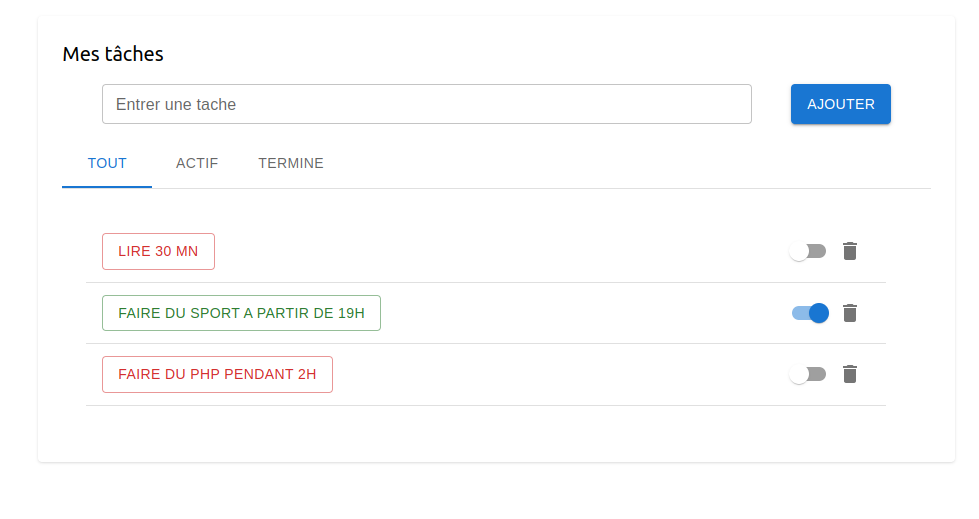 Mes tâches
Entrer une tache
AJOUTER
TOUT ACTIF TERMINE
LIRE 30 MN
FAIRE DU SPORT A PARTIR DE 19H
FAIRE DU PHP PENDANT 2H